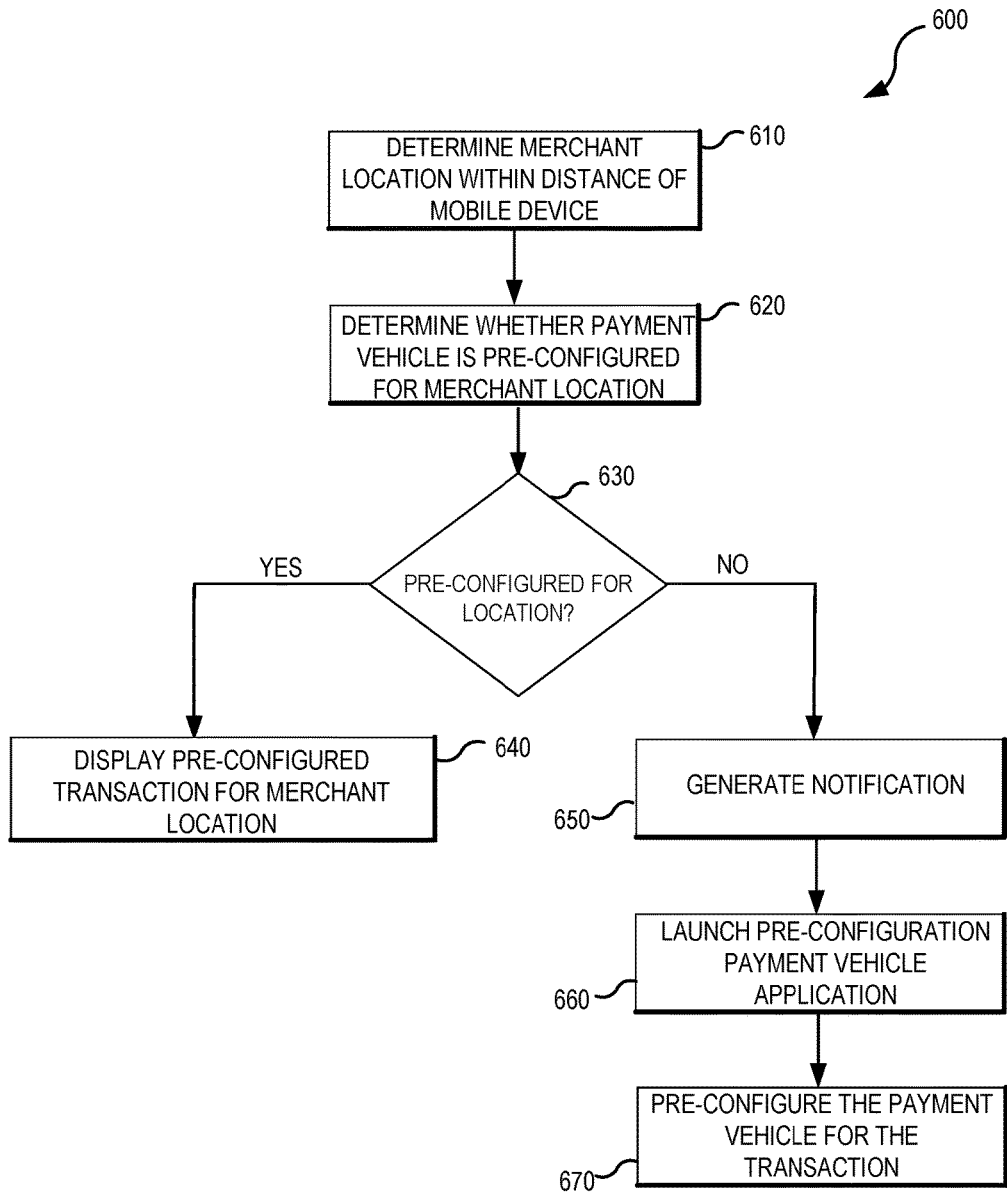 600
610
DETERMINE MERCHANT
LOCATION WITHIN DISTANCE OF
MOBILE DEVICE
620
DETERMINE WHETHER PAYMENT
VEHICLE IS PRE-CONFIGURED
FOR MERCHANT LOCATION
630
YES
NO
PRE-CONFIGURED FOR
LOCATION?
640
DISPLAY PRE-CONFIGURED
TRANSACTION FOR MERCHANT
LOCATION
GENERATE NOTIFICATION
650
LAUNCH PRE-CONFIGURATION
PAYMENT VEHICLE
APPLICATION
660
PRE-CONFIGURE THE PAYMENT
VEHICLE FOR THE
TRANSACTION
670